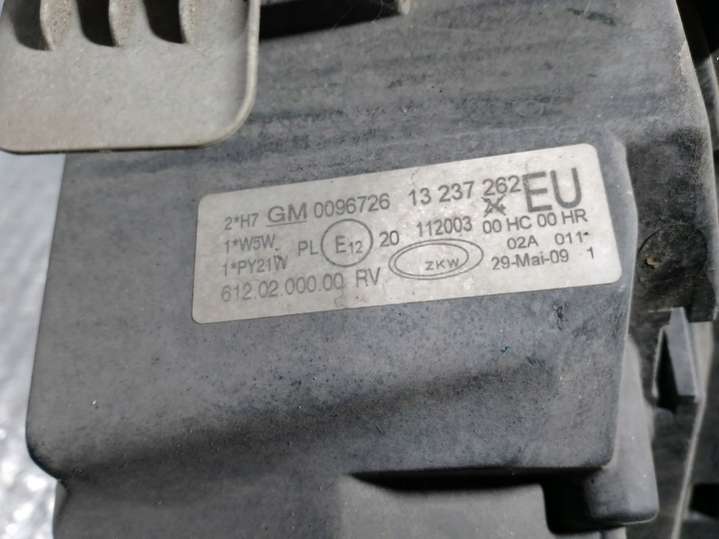 2*H7 GM 0096726 13 237 262 EU
1*W5W PL E12 20 112003 00 HC 00 HR
1*PY21W ZKW 02A 011-
612.02.000.00 RV 29-Mai-09 1